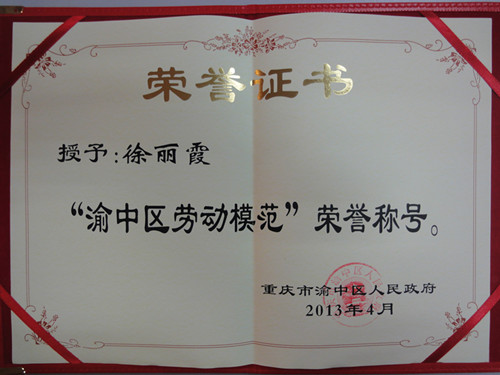 荣誉证书
授予:徐丽霞
“渝中区劳动模范”荣誉称号。
重庆市渝中区人民政府
2013年4月